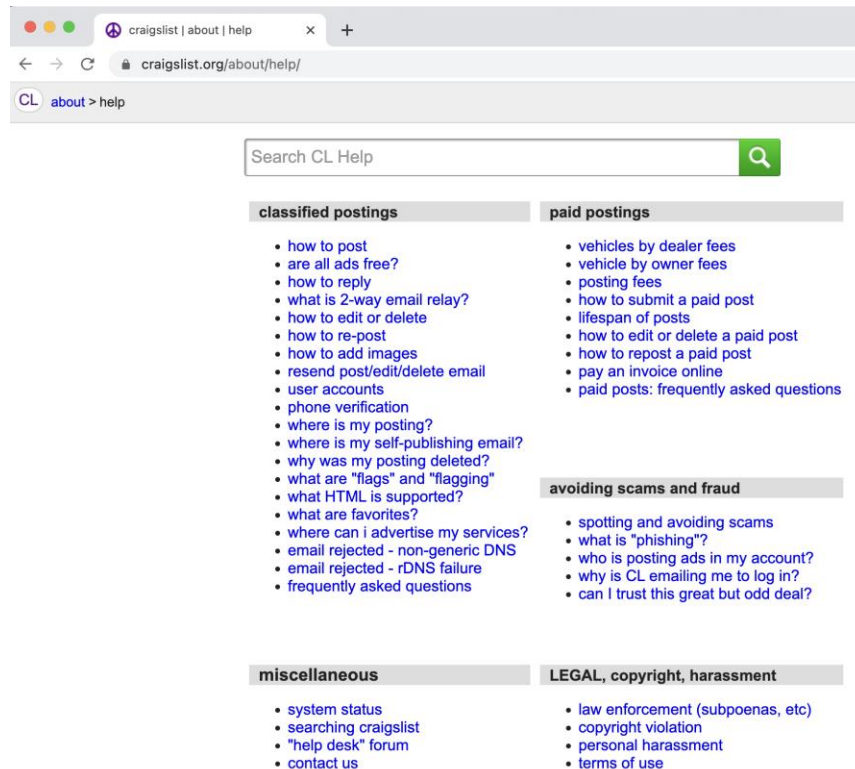 craigslist | about | help
craigslist.org/about/help/
CL about > help
Search CL Help
classified postings
how to post
are all ads free?
how to reply
what is 2-way email relay?
how to edit or delete
how to re-post
how to add images
resend post/edit/delete email
user accounts
phone verification
where is my posting?
where is my self-publishing email?
why was my posting deleted?
what are "flags" and "flagging"
what HTML is supported?
what are favorites?
where can i advertise my services?
email rejected - non-generic DNS
email rejected - rDNS failure
frequently asked questions
paid postings
vehicles by dealer fees
vehicle by owner fees
posting fees
how to submit a paid post
lifespan of posts
how to edit or delete a paid post
how to repost a paid post
pay an invoice online
paid posts: frequently asked questions
avoiding scams and fraud
spotting and avoiding scams
what is "phishing"?
who is posting ads in my account?
why is CL emailing me to log in?
can I trust this great but odd deal?
miscellaneous
system status
searching craigslist
"help desk" forum
contact us
LEGAL, copyright, harassment
law enforcement (subpoenas, etc)
copyright violation
personal harassment
terms of use